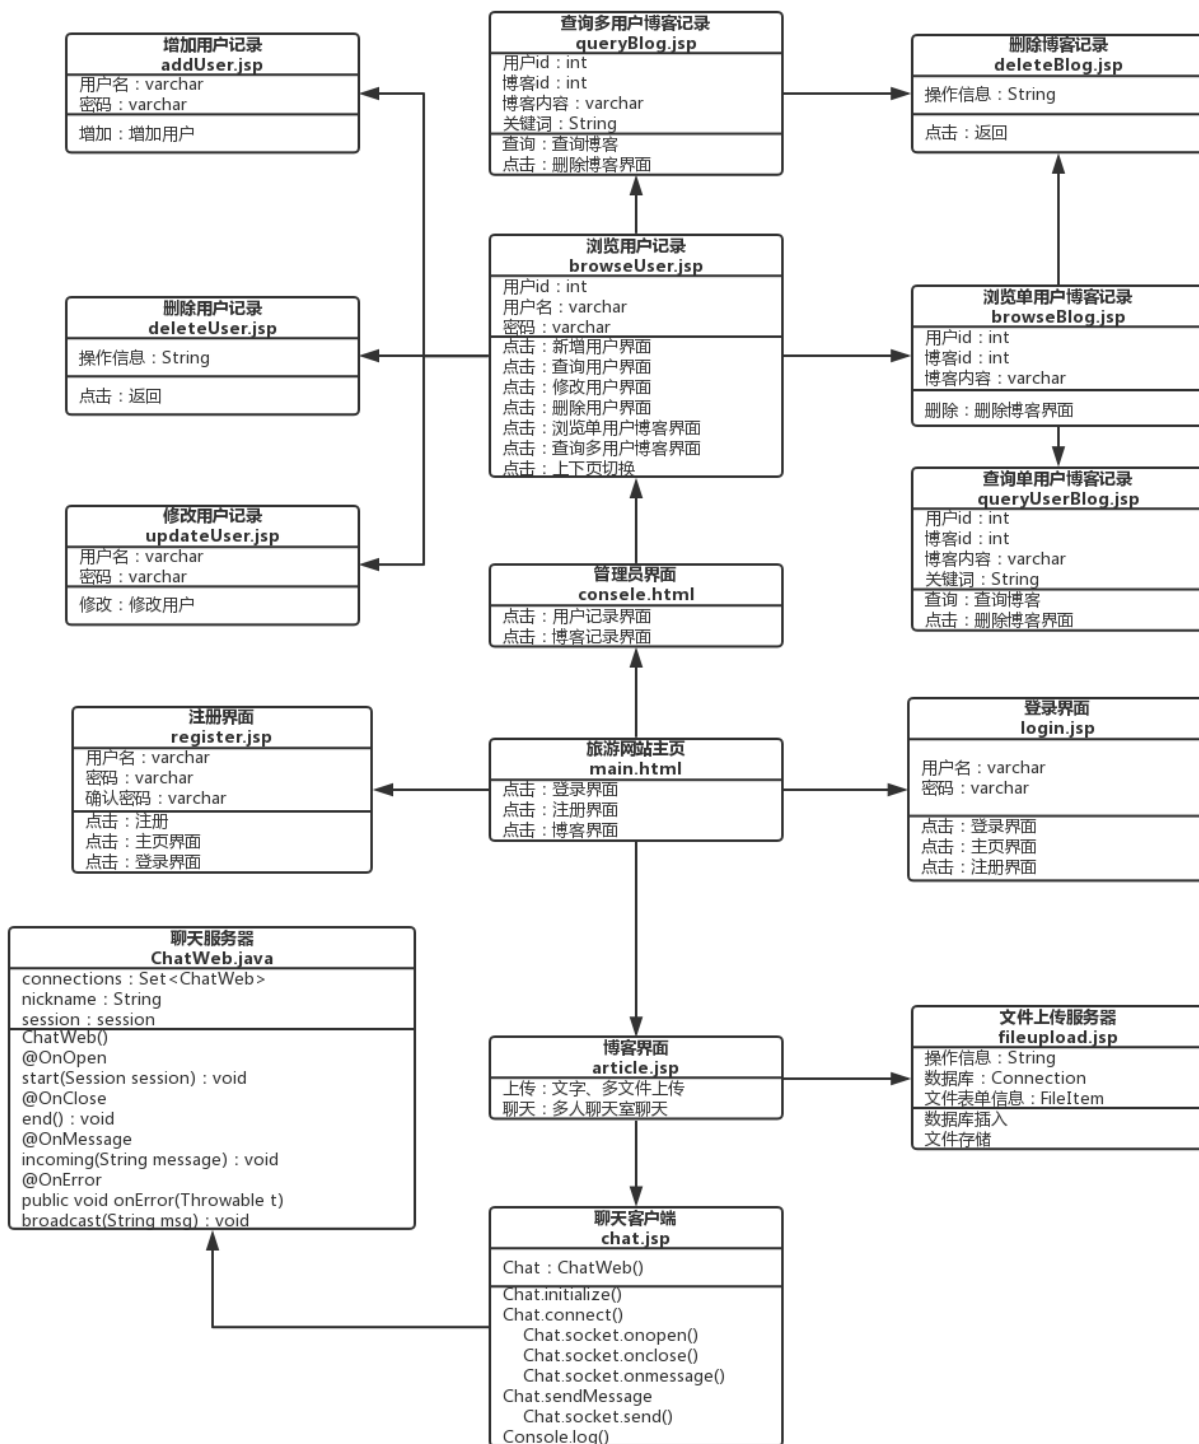 增加用户记录
addUser.jsp
用户名：varchar
密码：varchar
增加：增加用户
查询多用户博客记录
queryBlog.jsp
用户id：int
博客id：int
博客内容：varchar
关键词：String
查询：查询博客
点击：删除博客界面
删除博客记录
deleteBlog.jsp
操作信息：String
点击：返回
删除用户记录
deleteUser.jsp
操作信息：String
点击：返回
浏览用户记录
browseUser.jsp
用户id：int
用户名：varchar
密码：varchar
点击：新增用户界面
点击：查询用户界面
点击：修改用户界面
点击：删除用户界面
点击：浏览单用户博客界面
点击：查询多用户博客界面
点击：上下页切换
浏览单用户博客记录
browseBlog.jsp
用户id：int
博客id：int
博客内容：varchar
删除：删除博客界面
修改用户记录
updateUser.jsp
用户名：varchar
密码：varchar
修改：修改用户
管理员界面
consele.html
点击：用户记录界面
点击：博客记录界面
查询单用户博客记录
queryUserBlog.jsp
用户id：int
博客id：int
博客内容：varchar
关键词：String
查询：查询博客
点击：删除博客界面
注册界面
register.jsp
用户名：varchar
密码：varchar
确认密码：varchar
点击：注册
点击：主页界面
点击：登录界面
旅游网站主页
main.html
点击：登录界面
点击：注册界面
点击：博客界面
登录界面
login.jsp
用户名：varchar
密码：varchar
点击：登录界面
点击：主页界面
点击：注册界面
聊天服务器
ChatWeb.java
connections：Set<ChatWeb>
nickname：String
session：session
ChatWeb()
@OnOpen
start(Session session)：void
@OnClose
end()：void
@OnMessage
incoming(String message)：void
@OnError
public void onError(Throwable t)
broadcast(String msg)：void
博客界面
article.jsp
上传：文字、多文件上传
聊天：多人聊天室聊天
文件上传服务器
fileupload.jsp
操作信息：String
数据库：Connection
文件表单信息：FileItem
数据库插入
文件存储
聊天客户端
chat.jsp
Chat：ChatWeb()
Chat.initialize()
Chat.connect()
Chat.socket.onopen()
Chat.socket.onclose()
Chat.socket.onmessage()
Chat.sendMessage
Chat.socket.send()
Console.log()